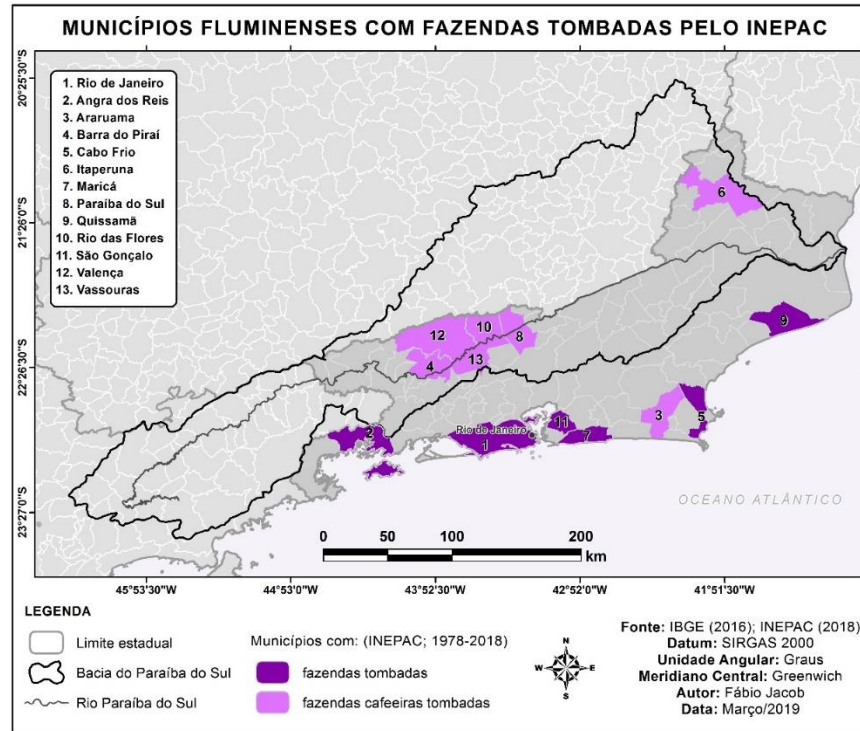 MUNICÍPIOS FLUMINENSES COM FAZENDAS TOMBADAS PELO INEPAC
1. Rio de Janeiro
2. Angra dos Reis
3. Araruama
4. Barra do Piraí
5. Cabo Frio
6. Itaperuna
7. Maricá
8. Paraíba do Sul
9. Quissamã
10. Rio das Flores
11. São Gonçalo
12. Valença
13. Vassouras
20°25'30"S
21°26'0"S
22°26'30"S
23°27'0"S
6
9
12
10
8
4
13
3
5
2
Rio de Janeiro
11
1
7
OCEANO ATLÂNTICO
0 50 100 200
km
45°53'30"W 44°53'0"W 43°52'30"W 42°52'0"W 41°51'30"W
LEGENDA
Limite estadual
Bacia do Paraíba do Sul
Rio Paraíba do Sul
Municípios com: (INEPAC; 1978-2018)
fazendas tombadas
fazendas cafeeiras tombadas
N
W E
S
Fonte: IBGE (2016); INEPAC (2018)
Datum: SIRGAS 2000
Unidade Angular: Graus
Meridiano Central: Greenwich
Autor: Fábio Jacob
Data: Março/2019